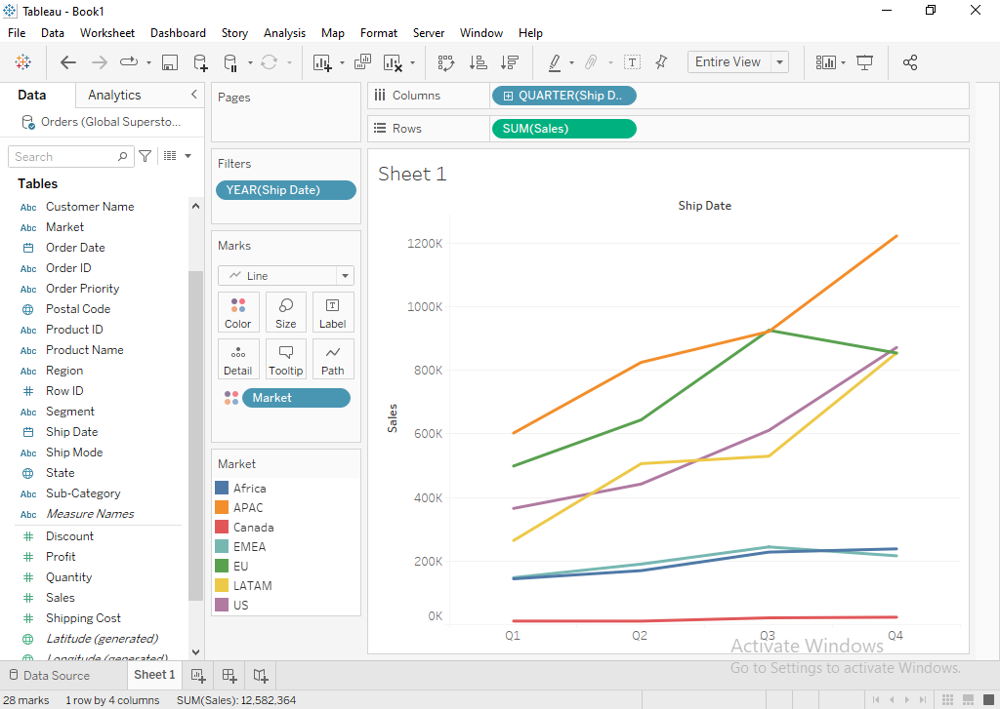 Tableau - Book1
File Data Worksheet Dashboard Story Analysis Map Format Server Window Help
Entire View
Data Analytics
Orders (Global Supersto...
Search
Tables
Abc Customer Name
Abc Market
Order Date
Abc Order ID
Abc Order Priority
Postal Code
Abc Product ID
Abc Product Name
Abc Region
Row ID
Abc Segment
Ship Date
Abc Ship Mode
State
Abc Sub-Category
Abc Measure Names
Discount
Profit
Quantity
Sales
Shipping Cost
Latitude (generated)
Longitude (generated)
Pages
Filters
YEAR(Ship Date)
Marks
Line
Color Size Label
Detail Tooltip Path
Market
Market
Africa
APAC
Canada
EMEA
EU
LATAM
US
Columns QUARTER(Ship D..
Rows SUM(Sales)
Sheet 1
Ship Date
1200K
1000K
800K
600K
400K
200K
0K
Sales
Q1 Q2 Q3 Q4
Activate Windows
Go to Settings to activate Windows.
Data Source Sheet 1
28 marks 1 row by 4 columns SUM(Sales): 12,582,364